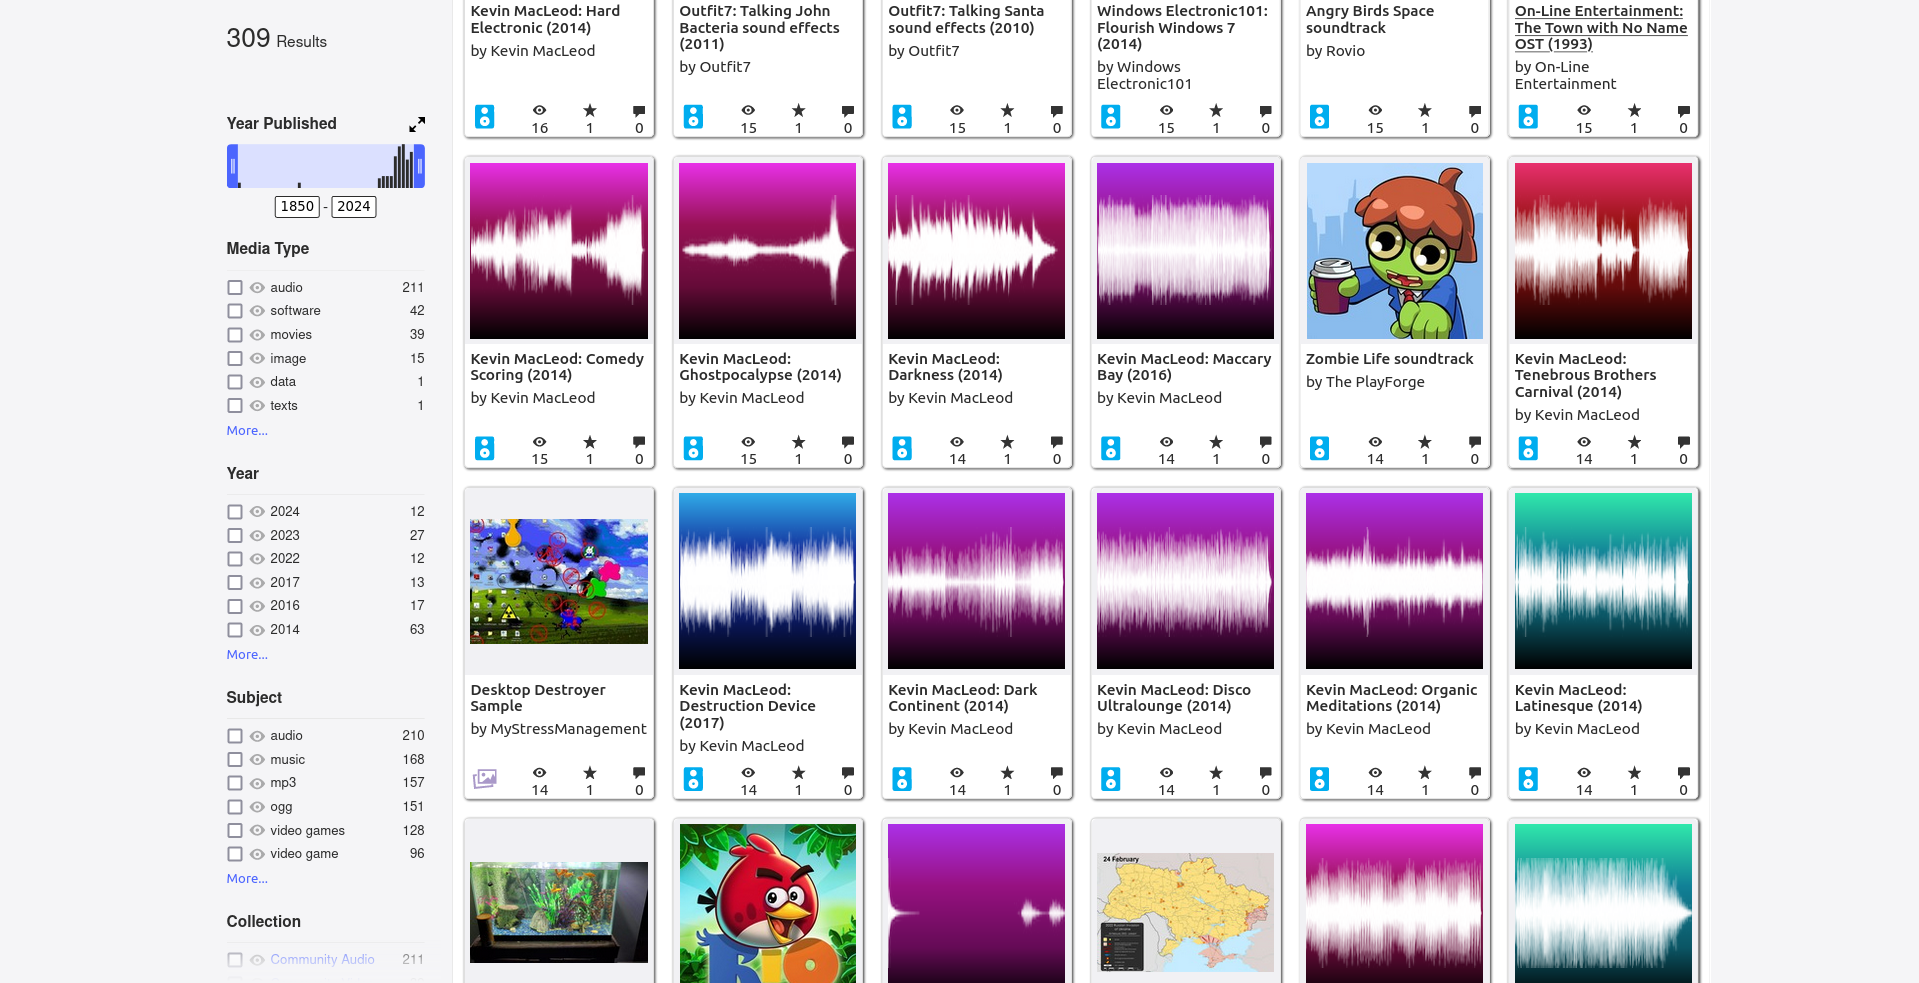 309 Results
Year Published
1850 - 2024
Media Type
audio 211
software 42
movies 39
image 15
data 1
texts 1
More...
Year
2024 12
2023 27
2022 12
2017 13
2016 17
2014 63
More...
Subject
audio 210
music 168
mp3 157
ogg 151
video games 128
video game 96
More...
Collection
Community Audio 211
Kevin MacLeod: Hard
Electronic (2014)
by Kevin MacLeod
16 1 0
Outfit7: Talking John
Bacteria sound effects
(2011)
by Outfit7
15 1 0
Outfit7: Talking Santa
sound effects (2010)
by Outfit7
15 1 0
Windows Electronic101:
Flourish Windows 7
(2014)
by Windows
Electronic101
15 1 0
Angry Birds Space
soundtrack
by Rovio
15 1 0
On-Line Entertainment:
The Town with No Name
OST (1993)
by On-Line
Entertainment
15 1 0
Kevin MacLeod: Comedy
Scoring (2014)
by Kevin MacLeod
15 1 0
Kevin MacLeod:
Ghostpocalypse (2014)
by Kevin MacLeod
15 1 0
Kevin MacLeod:
Darkness (2014)
by Kevin MacLeod
14 1 0
Kevin MacLeod: Maccary
Bay (2016)
by Kevin MacLeod
14 1 0
Zombie Life soundtrack
by The PlayForge
14 1 0
Kevin MacLeod:
Tenebrous Brothers
Carnival (2014)
by Kevin MacLeod
14 1 0
Desktop Destroyer
Sample
by MyStressManagement
14 1 0
Kevin MacLeod:
Destruction Device
(2017)
by Kevin MacLeod
14 1 0
Kevin MacLeod: Dark
Continent (2014)
by Kevin MacLeod
14 1 0
Kevin MacLeod: Disco
Ultralounge (2014)
by Kevin MacLeod
14 1 0
Kevin MacLeod: Organic
Meditations (2014)
by Kevin MacLeod
14 1 0
Kevin MacLeod:
Latinesque (2014)
by Kevin MacLeod
14 1 0
RIO
24 February